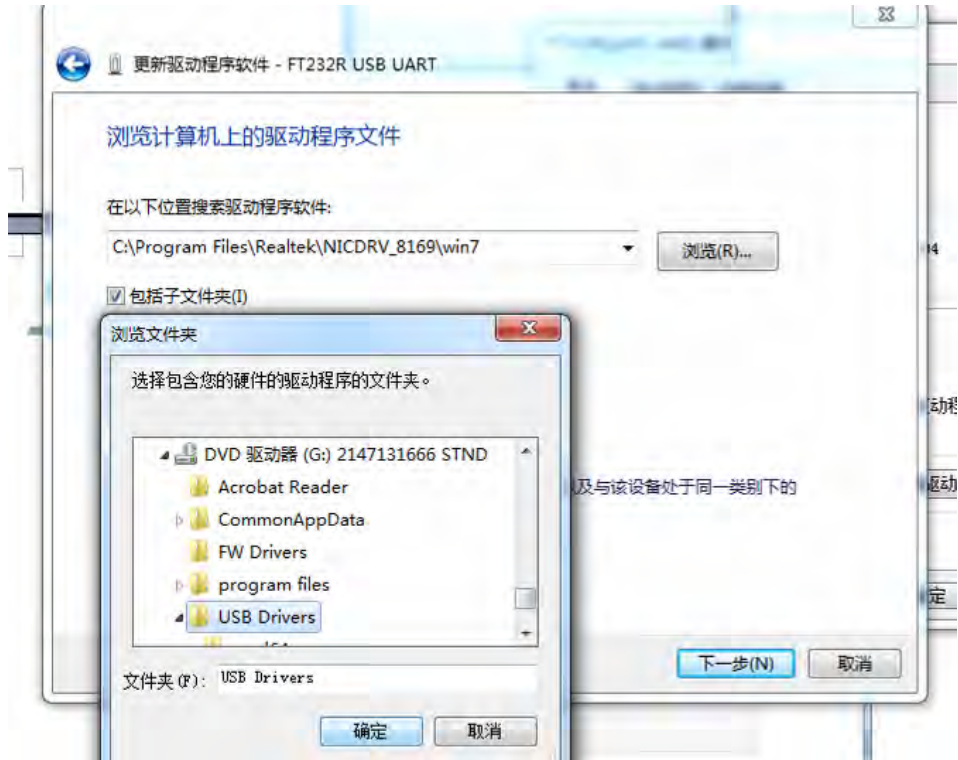 更新驱动程序软件 - FT232R USB UART
浏览计算机上的驱动程序文件
在以下位置搜索驱动程序软件:
C:\Program Files\Realtek\NICDRV_8169\win7
浏览(R)...
包括子文件夹(I)
浏览文件夹
选择包含您的硬件的驱动程序的文件夹。
DVD 驱动器 (G:) 2147131666 STND
Acrobat Reader
CommonAppData
FW Drivers
program files
USB Drivers
文件夹(F): USB Drivers
确定
取消
及与该设备处于同一类别下的
下一步(N)
取消
动程
驱动
定